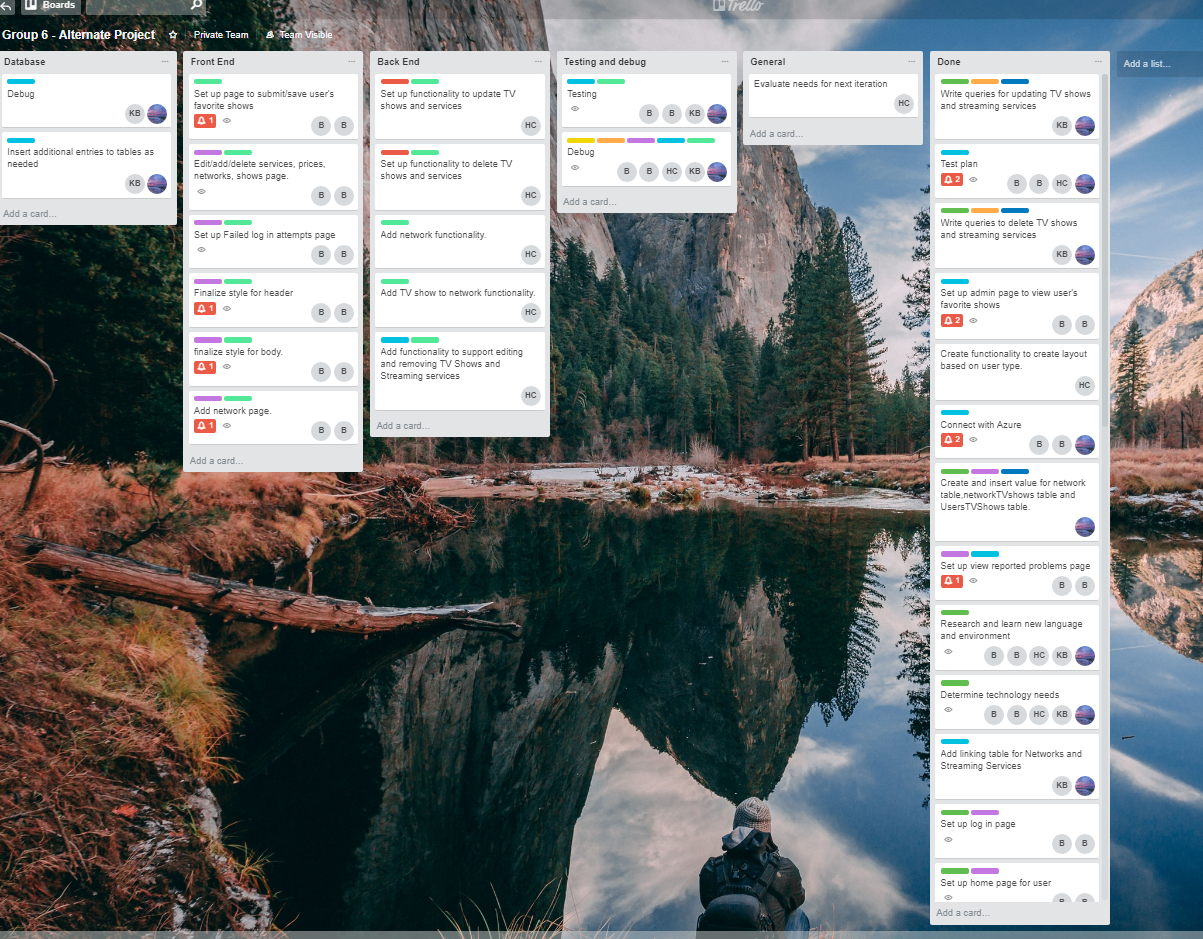 Boards
Trello
Group 6 - Alternate Project
Private Team
Team Visible
Database
Debug
KB
Insert additional entries to tables as
needed
KB
Add a card...
Front End
Set up page to submit/save user's
favorite shows
1
B B
Edit/add/delete services, prices,
networks, shows page.
B B
Set up Failed log in attempts page
B B
Finalize style for header
1
B B
finalize style for body.
1
B B
Add network page.
1
B B
Add a card...
Back End
Set up functionality to update TV
shows and services
HC
Set up functionality to delete TV
shows and services
HC
Add network functionality.
HC
Add TV show to network functionality.
HC
Add functionality to support editing
and removing TV Shows and
Streaming services
HC
Add a card...
Testing and debug
Testing
B B KB
Debug
B B HC KB
Add a card...
General
Evaluate needs for next iteration
HC
Add a card...
Done
Write queries for updating TV shows
and streaming services
KB
Test plan
2
B B HC
Write queries to delete TV shows
and streaming services
KB
Set up admin page to view user's
favorite shows
2
B B
Create functionality to create layout
based on user type.
HC
Connect with Azure
2
B B
Create and insert value for network
table,networkTVshows table and
UsersTVShows table.
Set up view reported problems page
1
B B
Research and learn new language
and environment
B B HC KB
Determine technology needs
B B HC KB
Add linking table for Networks and
Streaming Services
KB
Set up log in page
B B
Set up home page for user
B B
Add a card...
Add a list...